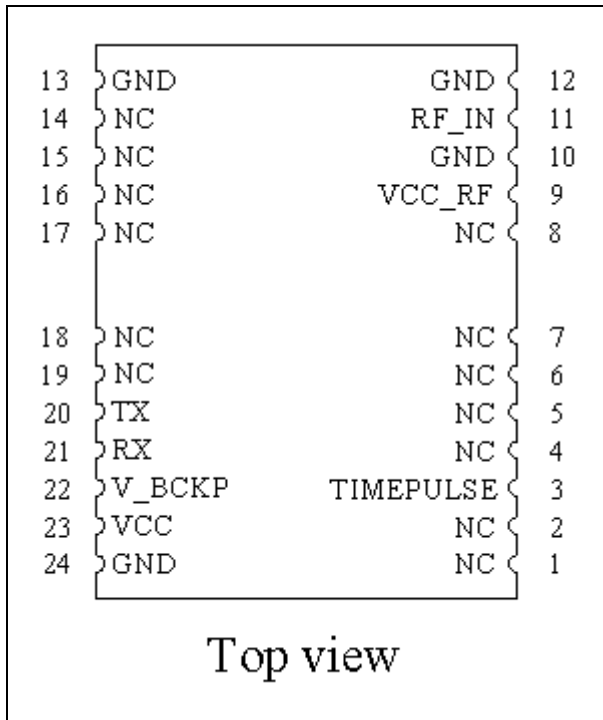 13 GND GND 12
14 NC RF_IN 11
15 NC GND 10
16 NC VCC_RF 9
17 NC NC 8
18 NC NC 7
19 NC NC 6
20 TX NC 5
21 RX NC 4
22 V_BCKP TIMEPULSE 3
23 VCC NC 2
24 GND NC 1
Top view